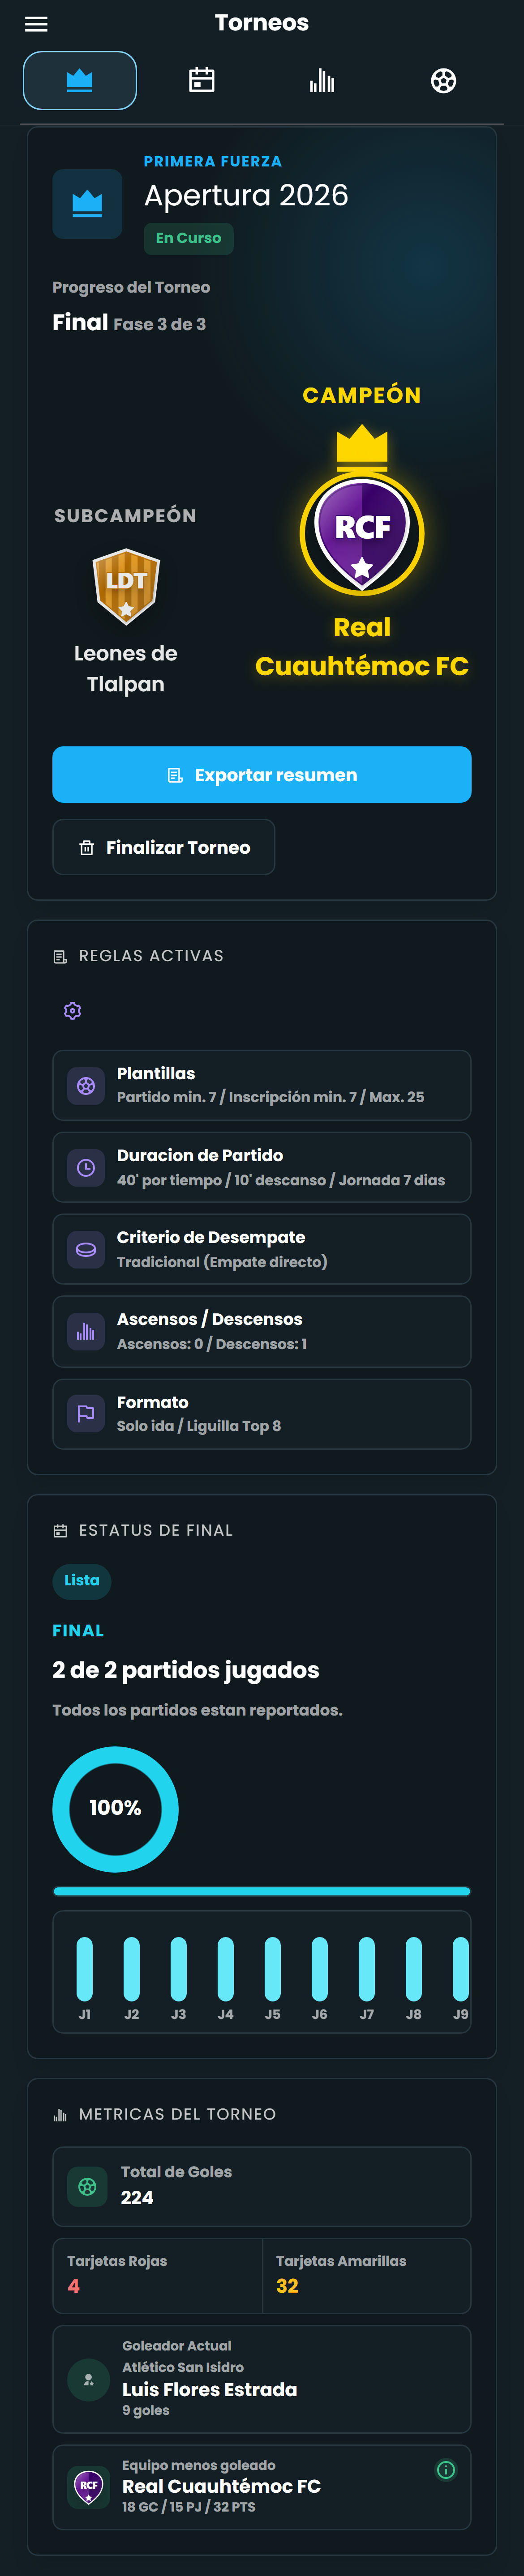 Torneos
PRIMERA FUERZA
Apertura 2026
En Curso
Progreso del Torneo
Final Fase 3 de 3
CAMPEÓN
RCF
Real
Cuauhtémoc FC
SUBCAMPEÓN
LDT
Leones de
Tlalpan
Exportar resumen
Finalizar Torneo
REGLAS ACTIVAS
Plantillas
Partido min. 7 / Inscripción min. 7 / Max. 25
Duracion de Partido
40' por tiempo / 10' descanso / Jornada 7 dias
Criterio de Desempate
Tradicional (Empate directo)
Ascensos / Descensos
Ascensos: 0 / Descensos: 1
Formato
Solo ida / Liguilla Top 8
ESTATUS DE FINAL
Lista
FINAL
2 de 2 partidos jugados
Todos los partidos estan reportados.
100%
J1 J2 J3 J4 J5 J6 J7 J8 J9
METRICAS DEL TORNEO
Total de Goles
224
Tarjetas Rojas
4
Tarjetas Amarillas
32
Goleador Actual
Atlético San Isidro
Luis Flores Estrada
9 goles
Equipo menos goleado
RCF
Real Cuauhtémoc FC
18 GC / 15 PJ / 32 PTS